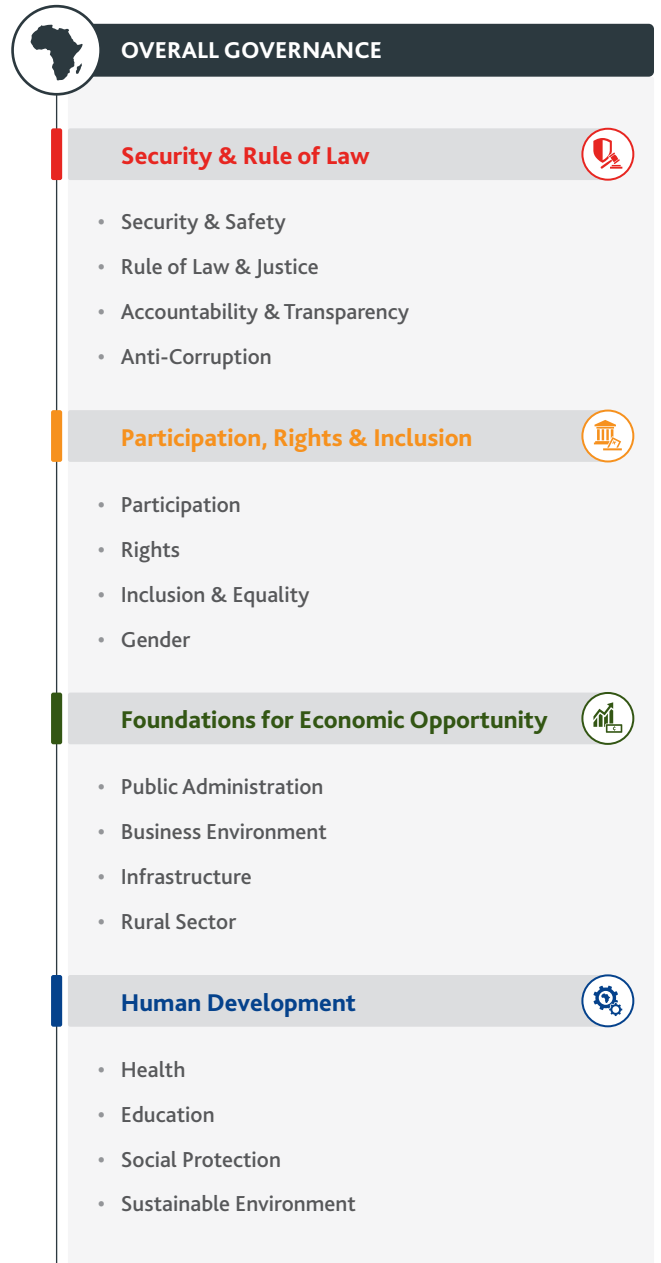 OVERALL GOVERNANCE
Security & Rule of Law
• Security & Safety
• Rule of Law & Justice
• Accountability & Transparency
• Anti-Corruption
Participation, Rights & Inclusion
• Participation
• Rights
• Inclusion & Equality
• Gender
Foundations for Economic Opportunity
• Public Administration
• Business Environment
• Infrastructure
• Rural Sector
Human Development
• Health
• Education
• Social Protection
• Sustainable Environment